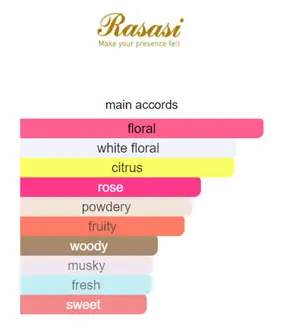 Rasasi
Make your presence felt
main accords
floral
white floral
citrus
rose
powdery
fruity
woody
musky
fresh
sweet